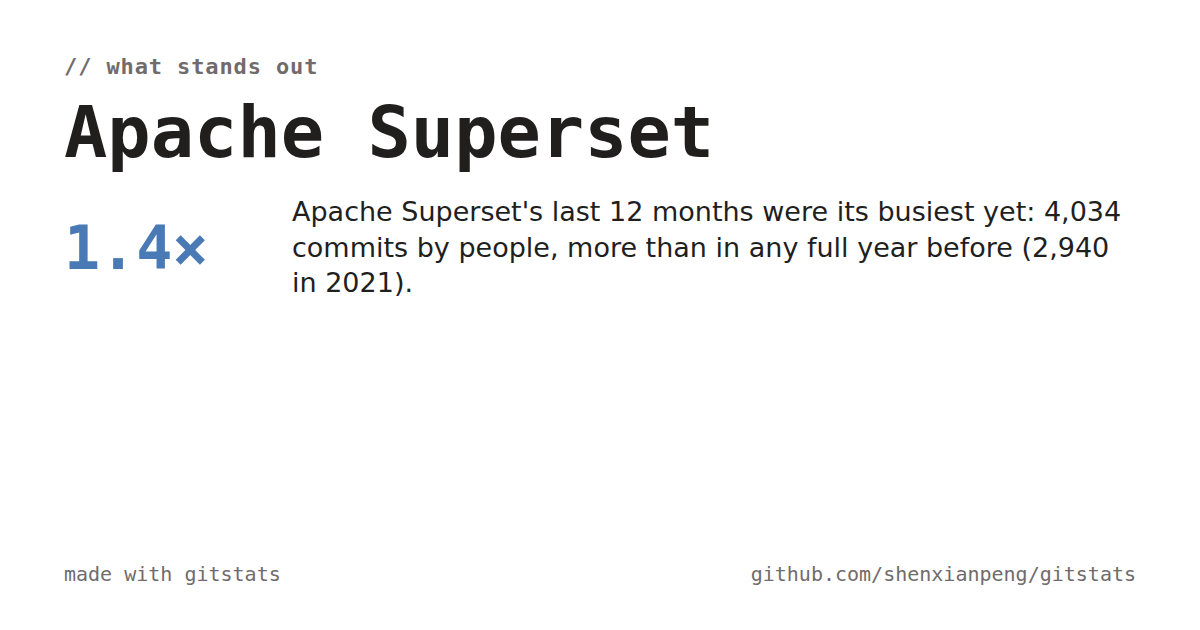 // what stands out
Apache Superset
1.4×
Apache Superset's last 12 months were its busiest yet: 4,034
commits by people, more than in any full year before (2,940
in 2021).
made with gitstats
github.com/shenxianpeng/gitstats